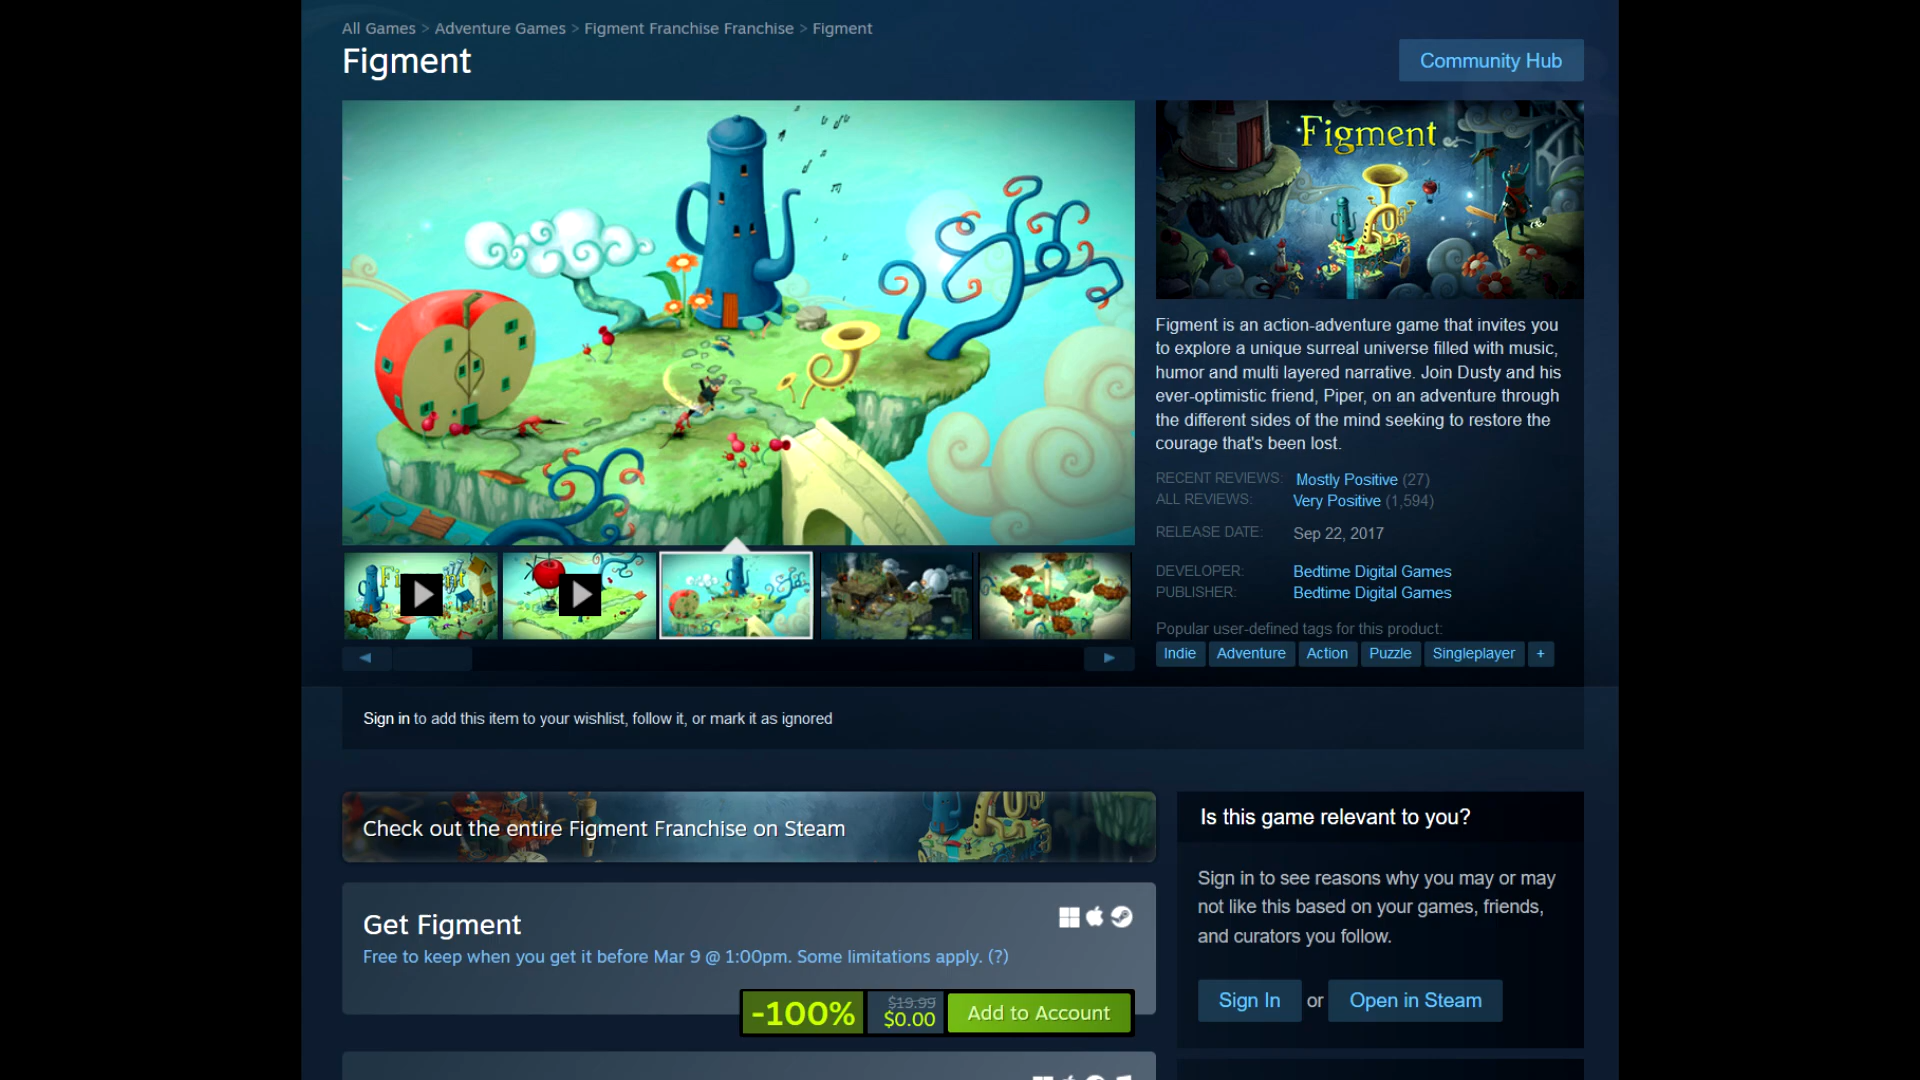 All Games > Adventure Games > Figment Franchise Franchise > Figment
Figment
Community Hub
Figment
Figment is an action-adventure game that invites you
to explore a unique surreal universe filled with music,
humor and multi layered narrative. Join Dusty and his
ever-optimistic friend, Piper, on an adventure through
the different sides of the mind seeking to restore the
courage that's been lost.
RECENT REVIEWS: Mostly Positive (27)
ALL REVIEWS: Very Positive (1,594)
RELEASE DATE: Sep 22, 2017
DEVELOPER: Bedtime Digital Games
PUBLISHER: Bedtime Digital Games
Popular user-defined tags for this product:
Indie Adventure Action Puzzle Singleplayer +
Sign in to add this item to your wishlist, follow it, or mark it as ignored
Check out the entire Figment Franchise on Steam
Get Figment
Free to keep when you get it before Mar 9 @ 1:00pm. Some limitations apply. (?)
-100% $19.99 $0.00 Add to Account
Is this game relevant to you?
Sign in to see reasons why you may or may
not like this based on your games, friends,
and curators you follow.
Sign In or Open in Steam